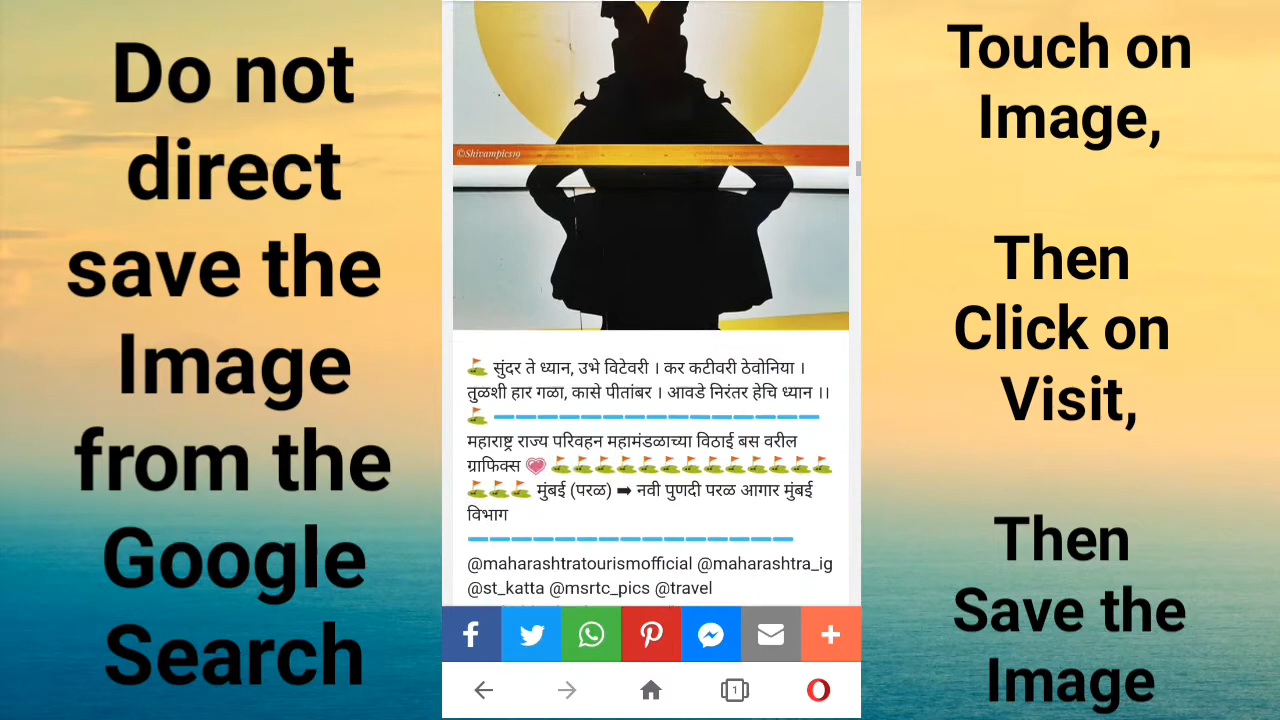 Do not
direct
save the
Image
from the
Google
Search
©Shivampics19
⛳ सुंदर ते ध्यान, उभे विटेवरी । कर कटीवरी ठेवोनिया ।
तुळशी हार गळा, कासे पीतांबर । आवडे निरंतर हेचि ध्यान ।।
महाराष्ट्र राज्य परिवहन महामंडळाच्या विठाई बस वरील
ग्राफिक्स 💗 ⛳⛳⛳⛳⛳⛳⛳⛳⛳⛳⛳⛳⛳
⛳⛳⛳ मुंबई (परळ) ➡ नवी पुणदी परळ आगार मुंबई
विभाग
@maharashtratourismofficial @maharashtra_ig
@st_katta @msrtc_pics @travel
1
Touch on
Image,
Then
Click on
Visit,
Then
Save the
Image